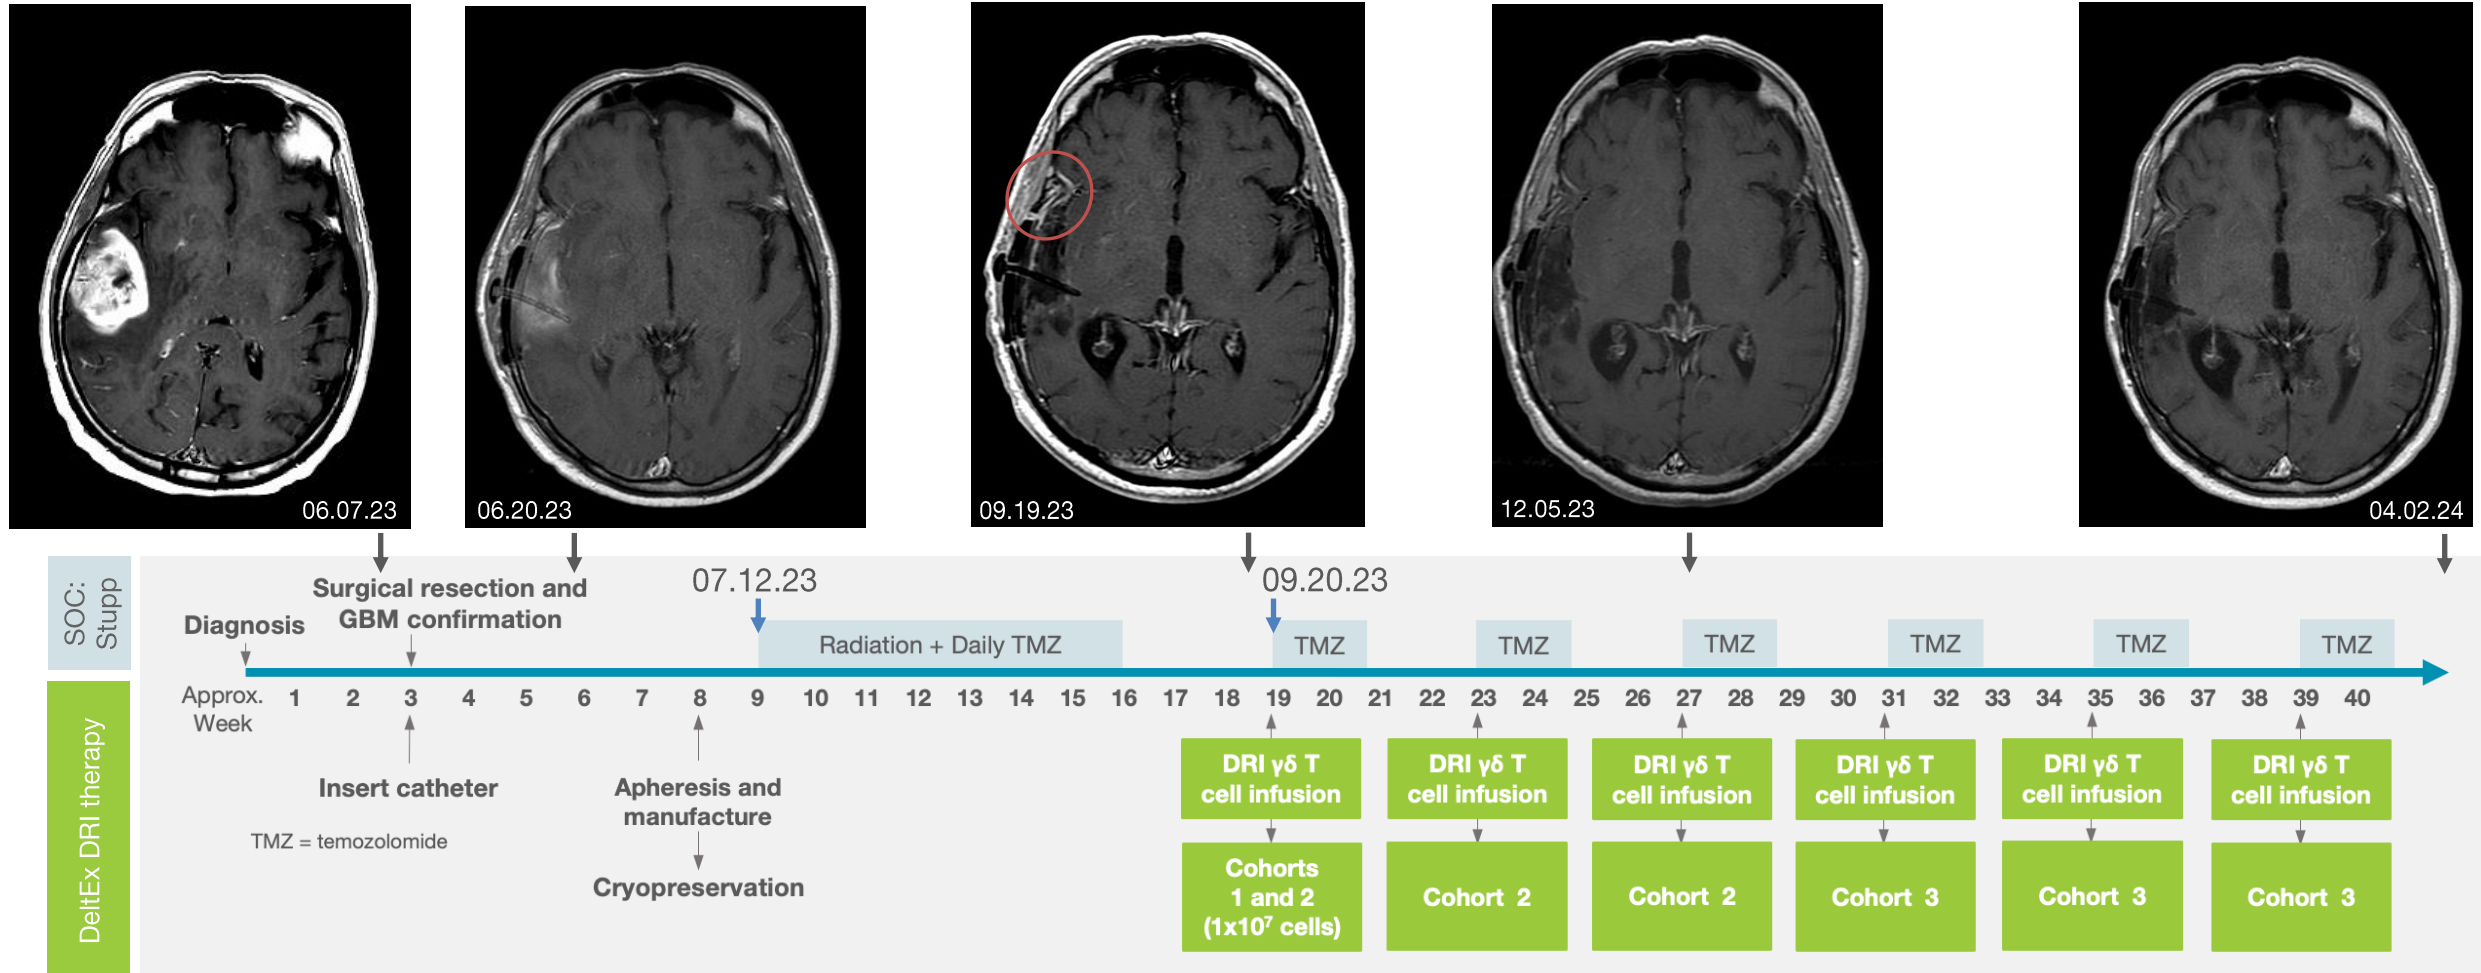 06.07.23
06.20.23
09.19.23
12.05.23
04.02.24
SOC:
Stupp
Diagnosis
Surgical resection and
GBM confirmation
07.12.23
09.20.23
Radiation + Daily TMZ
TMZ
TMZ
TMZ
TMZ
TMZ
TMZ
Approx.
Week
1 2 3 4 5 6 7 8 9 10 11 12 13 14 15 16 17 18 19 20 21 22 23 24 25 26 27 28 29 30 31 32 33 34 35 36 37 38 39 40
DeltEx DRI therapy
Insert catheter
TMZ = temozolomide
Apheresis and
manufacture
Cryopreservation
DRI γδ T
cell infusion
DRI γδ T
cell infusion
DRI γδ T
cell infusion
DRI γδ T
cell infusion
DRI γδ T
cell infusion
DRI γδ T
cell infusion
Cohorts
1 and 2
(1x10⁷ cells)
Cohort 2
Cohort 2
Cohort 3
Cohort 3
Cohort 3